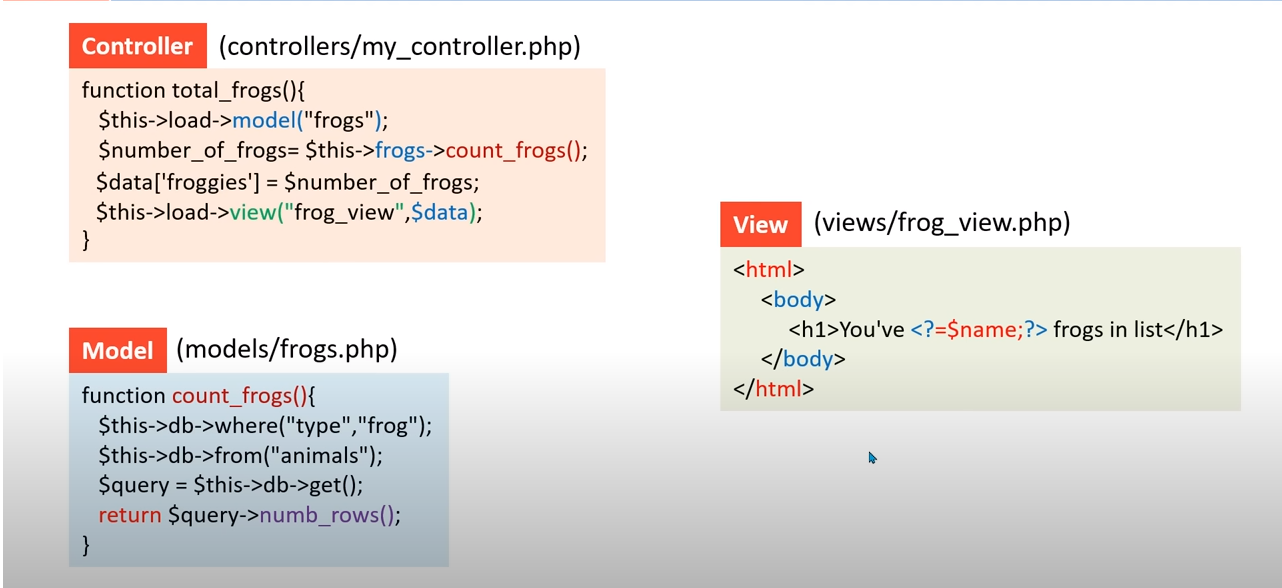 Controller (controllers/my_controller.php)
function total_frogs(){
$this->load->model("frogs");
$number_of_frogs= $this->frogs->count_frogs();
$data['froggies'] = $number_of_frogs;
$this->load->view("frog_view",$data);
}
Model (models/frogs.php)
function count_frogs(){
$this->db->where("type","frog");
$this->db->from("animals");
$query = $this->db->get();
return $query->numb_rows();
}
View (views/frog_view.php)
<html>
<body>
<h1>You've <?=$name;?> frogs in list</h1>
</body>
</html>